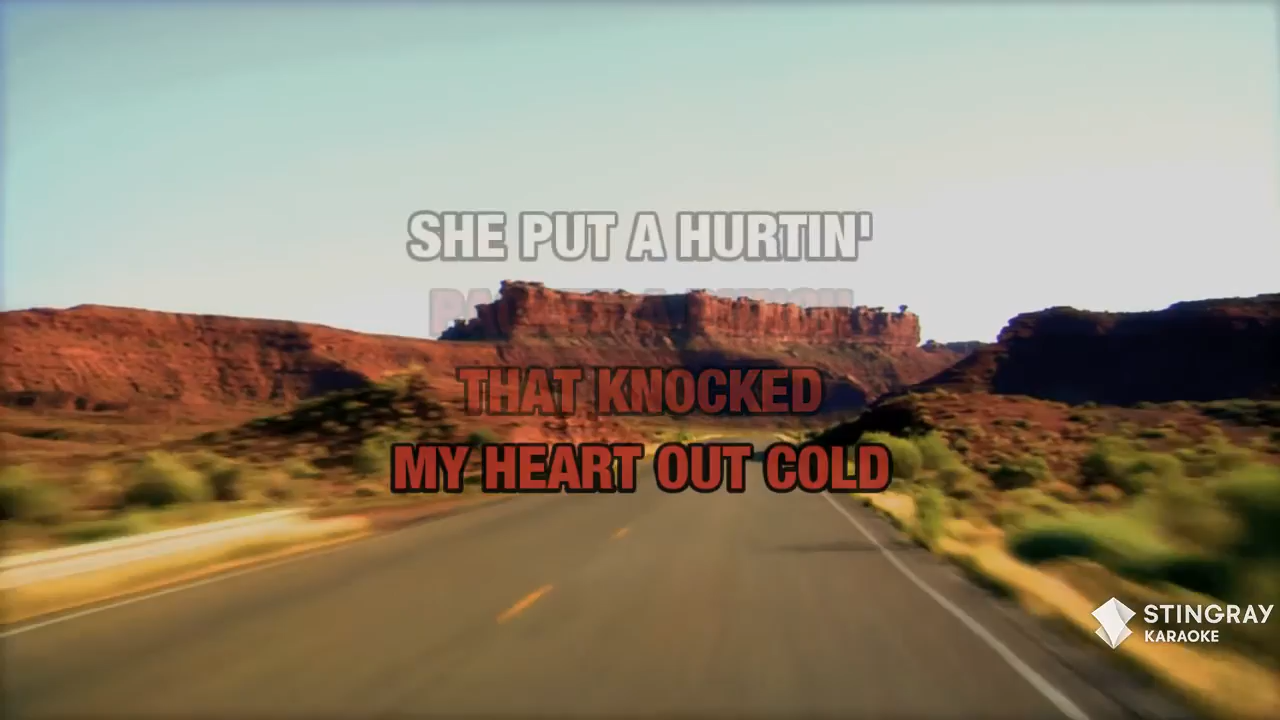 SHE PUT A HURTIN'
THAT KNOCKED
MY HEART OUT COLD
STINGRAY
KARAOKE